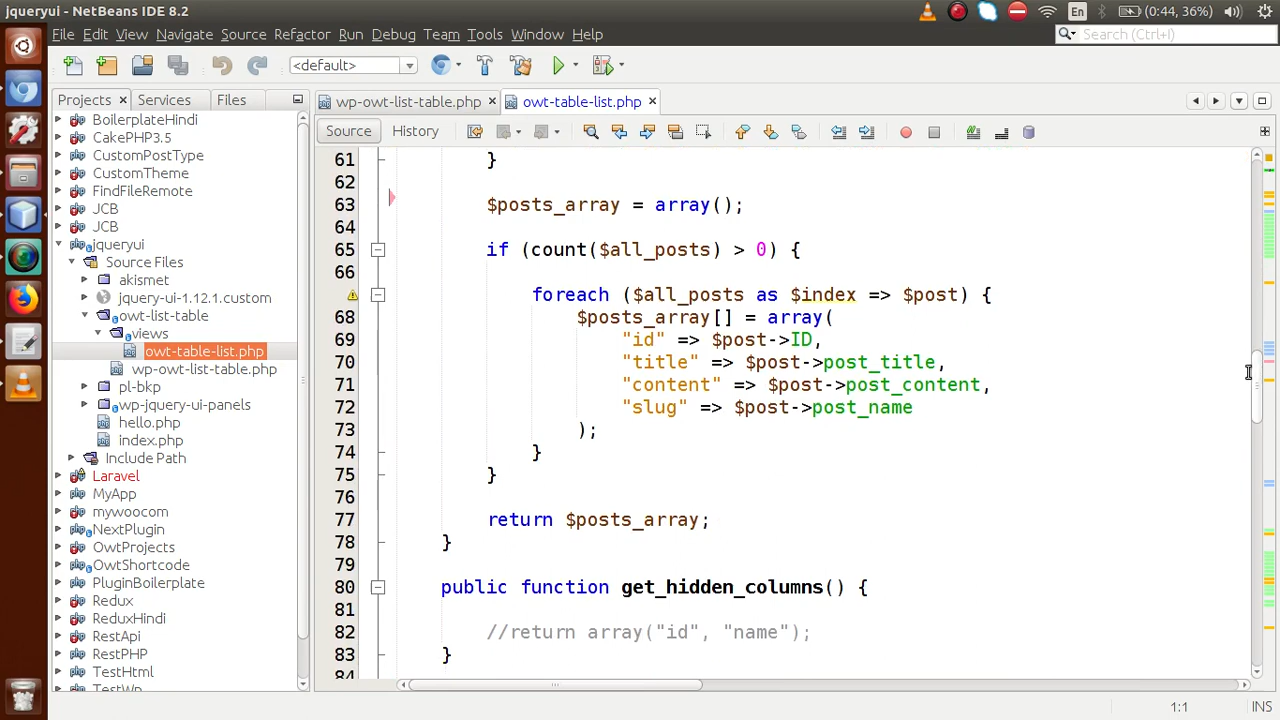 jqueryui - NetBeans IDE 8.2
En (0:44, 36%)
File Edit View Navigate Source Refactor Run Debug Team Tools Window Help
Search (Ctrl+I)
<default>
Projects Services Files
wp-owt-list-table.php owt-table-list.php
Source History
BoilerplateHindi
CakePHP3.5
CustomPostType
CustomTheme
FindFileRemote
JCB
JCB
jqueryui
Source Files
akismet
jquery-ui-1.12.1.custom
owt-list-table
views
owt-table-list.php
wp-owt-list-table.php
pl-bkp
wp-jquery-ui-panels
hello.php
index.php
Include Path
Laravel
MyApp
mywoocom
NextPlugin
OwtProjects
OwtShortcode
PluginBoilerplate
Redux
ReduxHindi
RestApi
RestPHP
TestHtml
TestWp
61 }
62
63 $posts_array = array();
64
65 if (count($all_posts) > 0) {
66
foreach ($all_posts as $index => $post) {
68 $posts_array[] = array(
69 "id" => $post->ID,
70 "title" => $post->post_title,
71 "content" => $post->post_content,
72 "slug" => $post->post_name
73 );
74 }
75 }
76
77 return $posts_array;
78 }
79
80 public function get_hidden_columns() {
81
82 //return array("id", "name");
83 }
84
1:1 INS